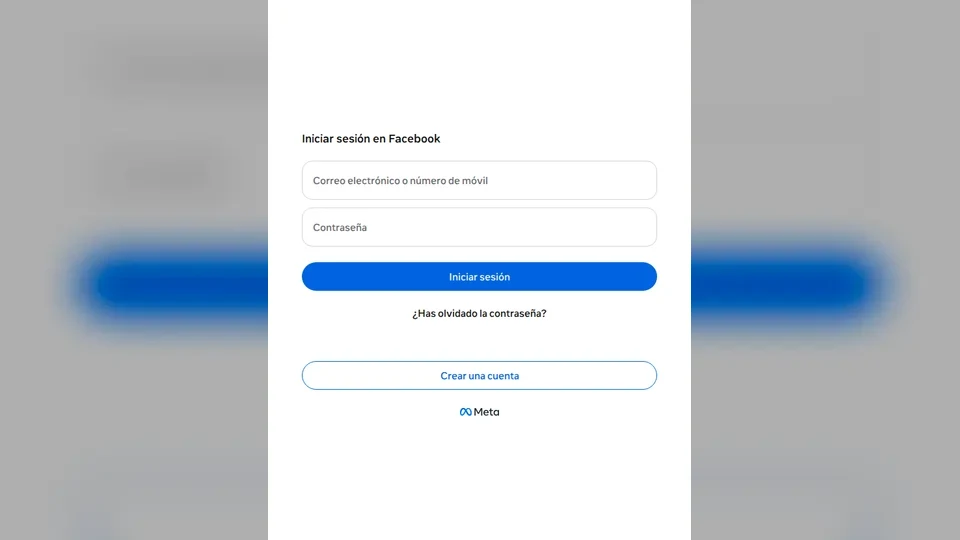 Iniciar sesión en Facebook
Correo electrónico o número de móvil
Contraseña
Iniciar sesión
¿Has olvidado la contraseña?
Crear una cuenta
Meta